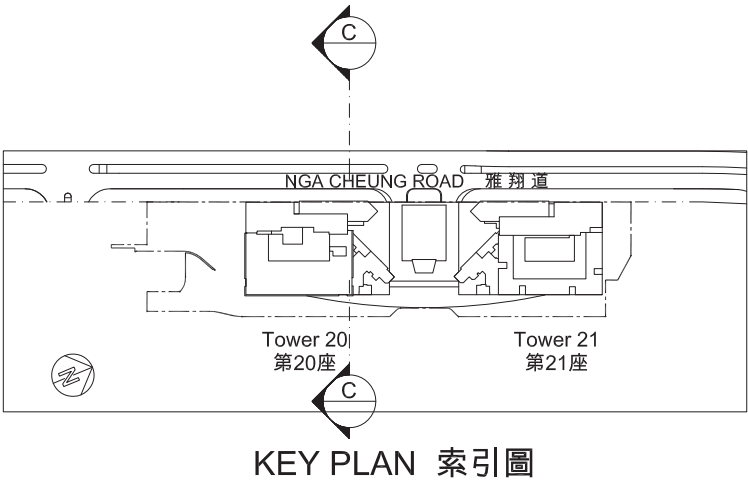 C
NGA CHEUNG ROAD 雅翔道
Tower 20
第20座
Tower 21
第21座
N
C
KEY PLAN 索引圖